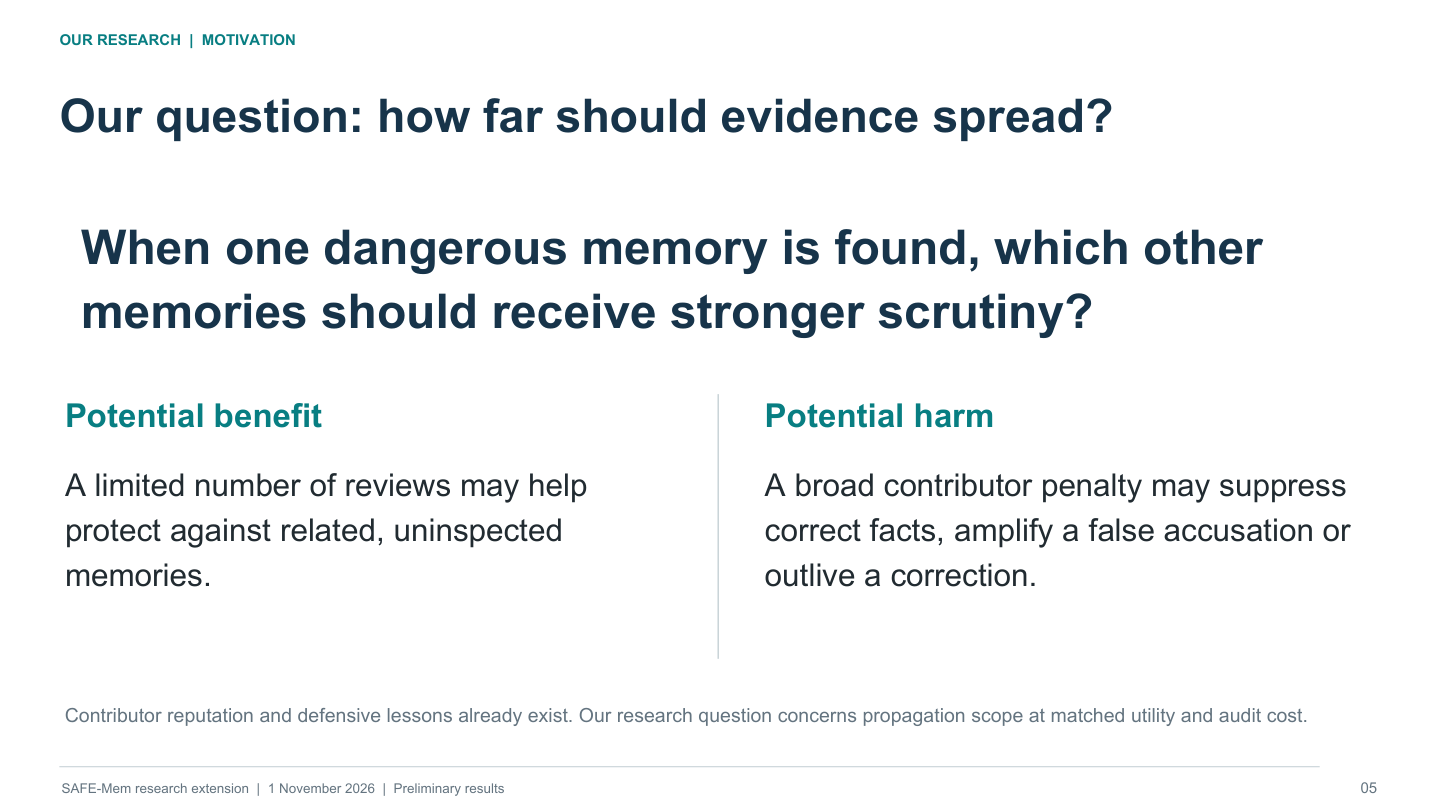 OUR RESEARCH | MOTIVATION
Our question: how far should evidence spread?
When one dangerous memory is found, which other
memories should receive stronger scrutiny?
Potential benefit
A limited number of reviews may help
protect against related, uninspected
memories.
Potential harm
A broad contributor penalty may suppress
correct facts, amplify a false accusation or
outlive a correction.
Contributor reputation and defensive lessons already exist. Our research question concerns propagation scope at matched utility and audit cost.
SAFE-Mem research extension | 1 November 2026 | Preliminary results
05